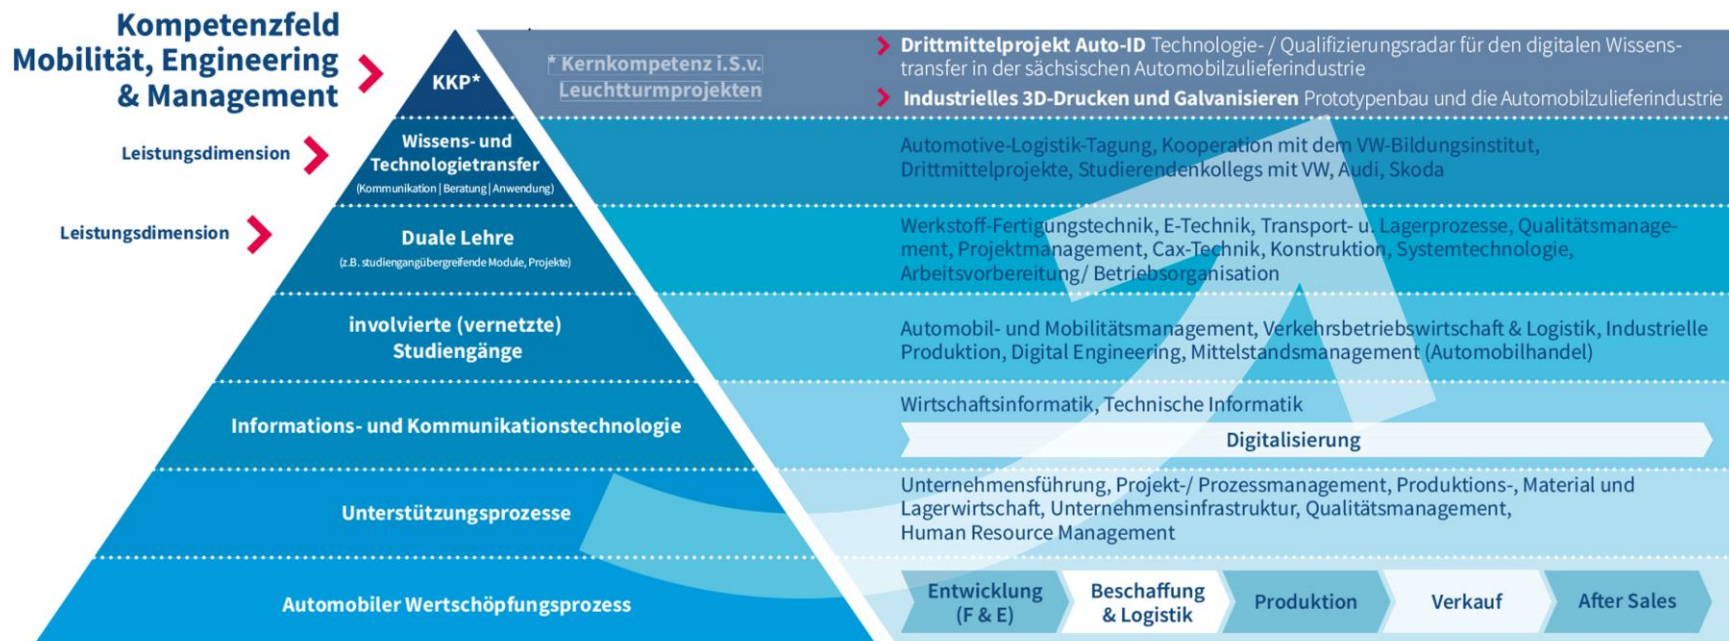 Kompetenzfeld
Mobilität, Engineering
& Management
KKP*
* Kernkompetenz i.S.v.
Leuchtturmprojekten
Drittmittelprojekt Auto-ID Technologie- / Qualifizierungsradar für den digitalen Wissens-
transfer in der sächsischen Automobilzulieferindustrie
Industrielles 3D-Drucken und Galvanisieren Prototypenbau und die Automobilzulieferindustrie
Leistungsdimension
Wissens- und
Technologietransfer
(Kommunikation | Beratung | Anwendung)
Automotive-Logistik-Tagung, Kooperation mit dem VW-Bildungsinstitut,
Drittmittelprojekte, Studierendenkollegs mit VW, Audi, Skoda
Leistungsdimension
Duale Lehre
(z.B. studiengangübergreifende Module, Projekte)
Werkstoff-Fertigungstechnik, E-Technik, Transport- u. Lagerprozesse, Qualitätsmanage-
ment, Projektmanagement, Cax-Technik, Konstruktion, Systemtechnologie,
Arbeitsvorbereitung/ Betriebsorganisation
involvierte (vernetzte)
Studiengänge
Automobil- und Mobilitätsmanagement, Verkehrsbetriebswirtschaft & Logistik, Industrielle
Produktion, Digital Engineering, Mittelstandsmanagement (Automobilhandel)
Informations- und Kommunikationstechnologie
Wirtschaftsinformatik, Technische Informatik
Digitalisierung
Unterstützungsprozesse
Unternehmensführung, Projekt-/ Prozessmanagement, Produktions-, Material und
Lagerwirtschaft, Unternehmensinfrastruktur, Qualitätsmanagement,
Human Resource Management
Automobiler Wertschöpfungsprozess
Entwicklung
(F & E)
Beschaffung
& Logistik
Produktion
Verkauf
After Sales